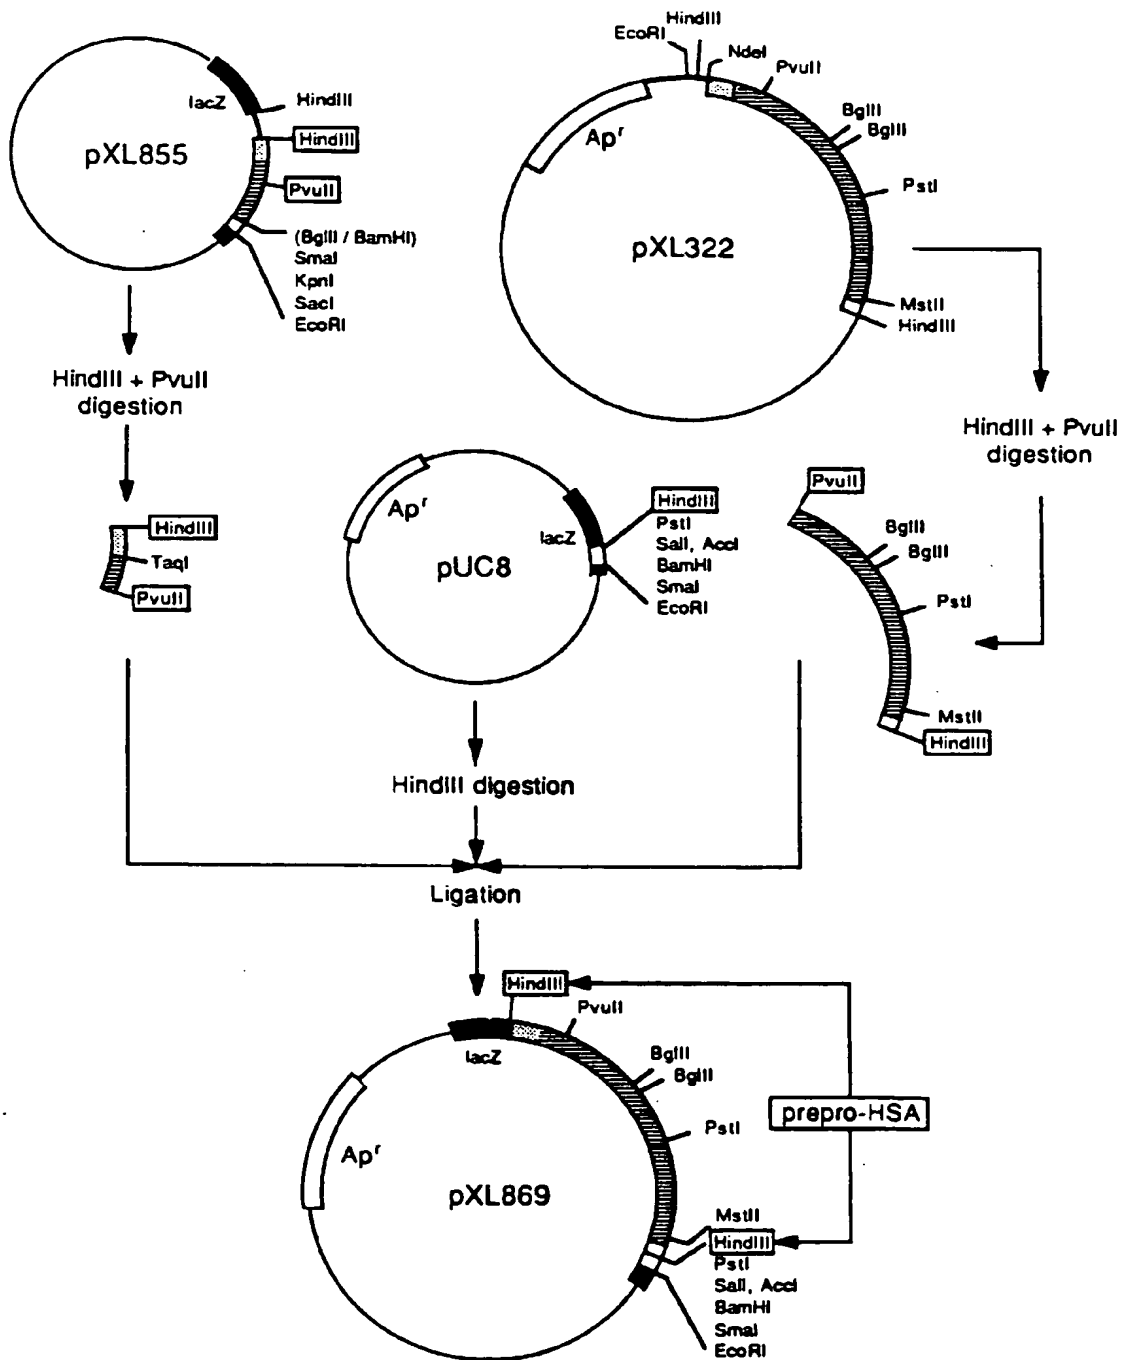 lacZ
HindIII
HindIII
pXL855
PvuII
(BglII / BamHI)
SmaI
KpnI
SacI
EcoRI
HindIII + PvuII
digestion
HindIII
TaqI
PvuII
HindIII
EcoRI
NdeI
PvuII
BglII
BglII
Apʳ
PstI
pXL322
MstII
HindIII
HindIII + PvuII
digestion
PvuII
BglII
BglII
PstI
MstII
HindIII
Apʳ
lacZ
pUC8
HindIII
PstI
SalI, AccI
BamHI
SmaI
EcoRI
HindIII digestion
Ligation
HindIII
PvuII
lacZ
BglII
BglII
prepro-HSA
PstI
Apʳ
pXL869
MstII
HindIII
PstI
SalI, AccI
BamHI
SmaI
EcoRI